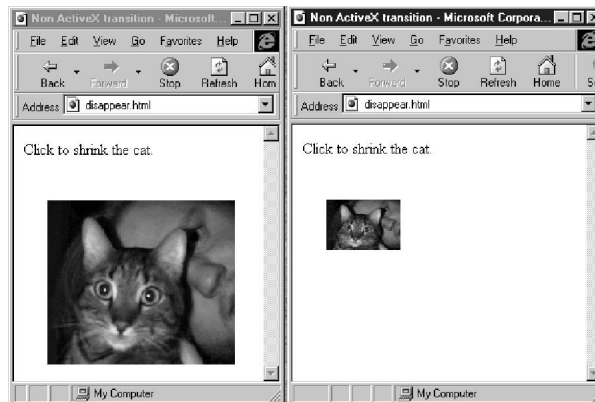 Non ActiveX transition - Microsoft...
File Edit View Go Favorites Help
Back Forward Stop Refresh Hom
Address disappear.html
Click to shrink the cat.
My Computer
Non ActiveX transition - Microsoft Corpora...
File Edit View Go Favorites Help
Back Forward Stop Refresh Home
Address disappear.html
Click to shrink the cat.
My Computer